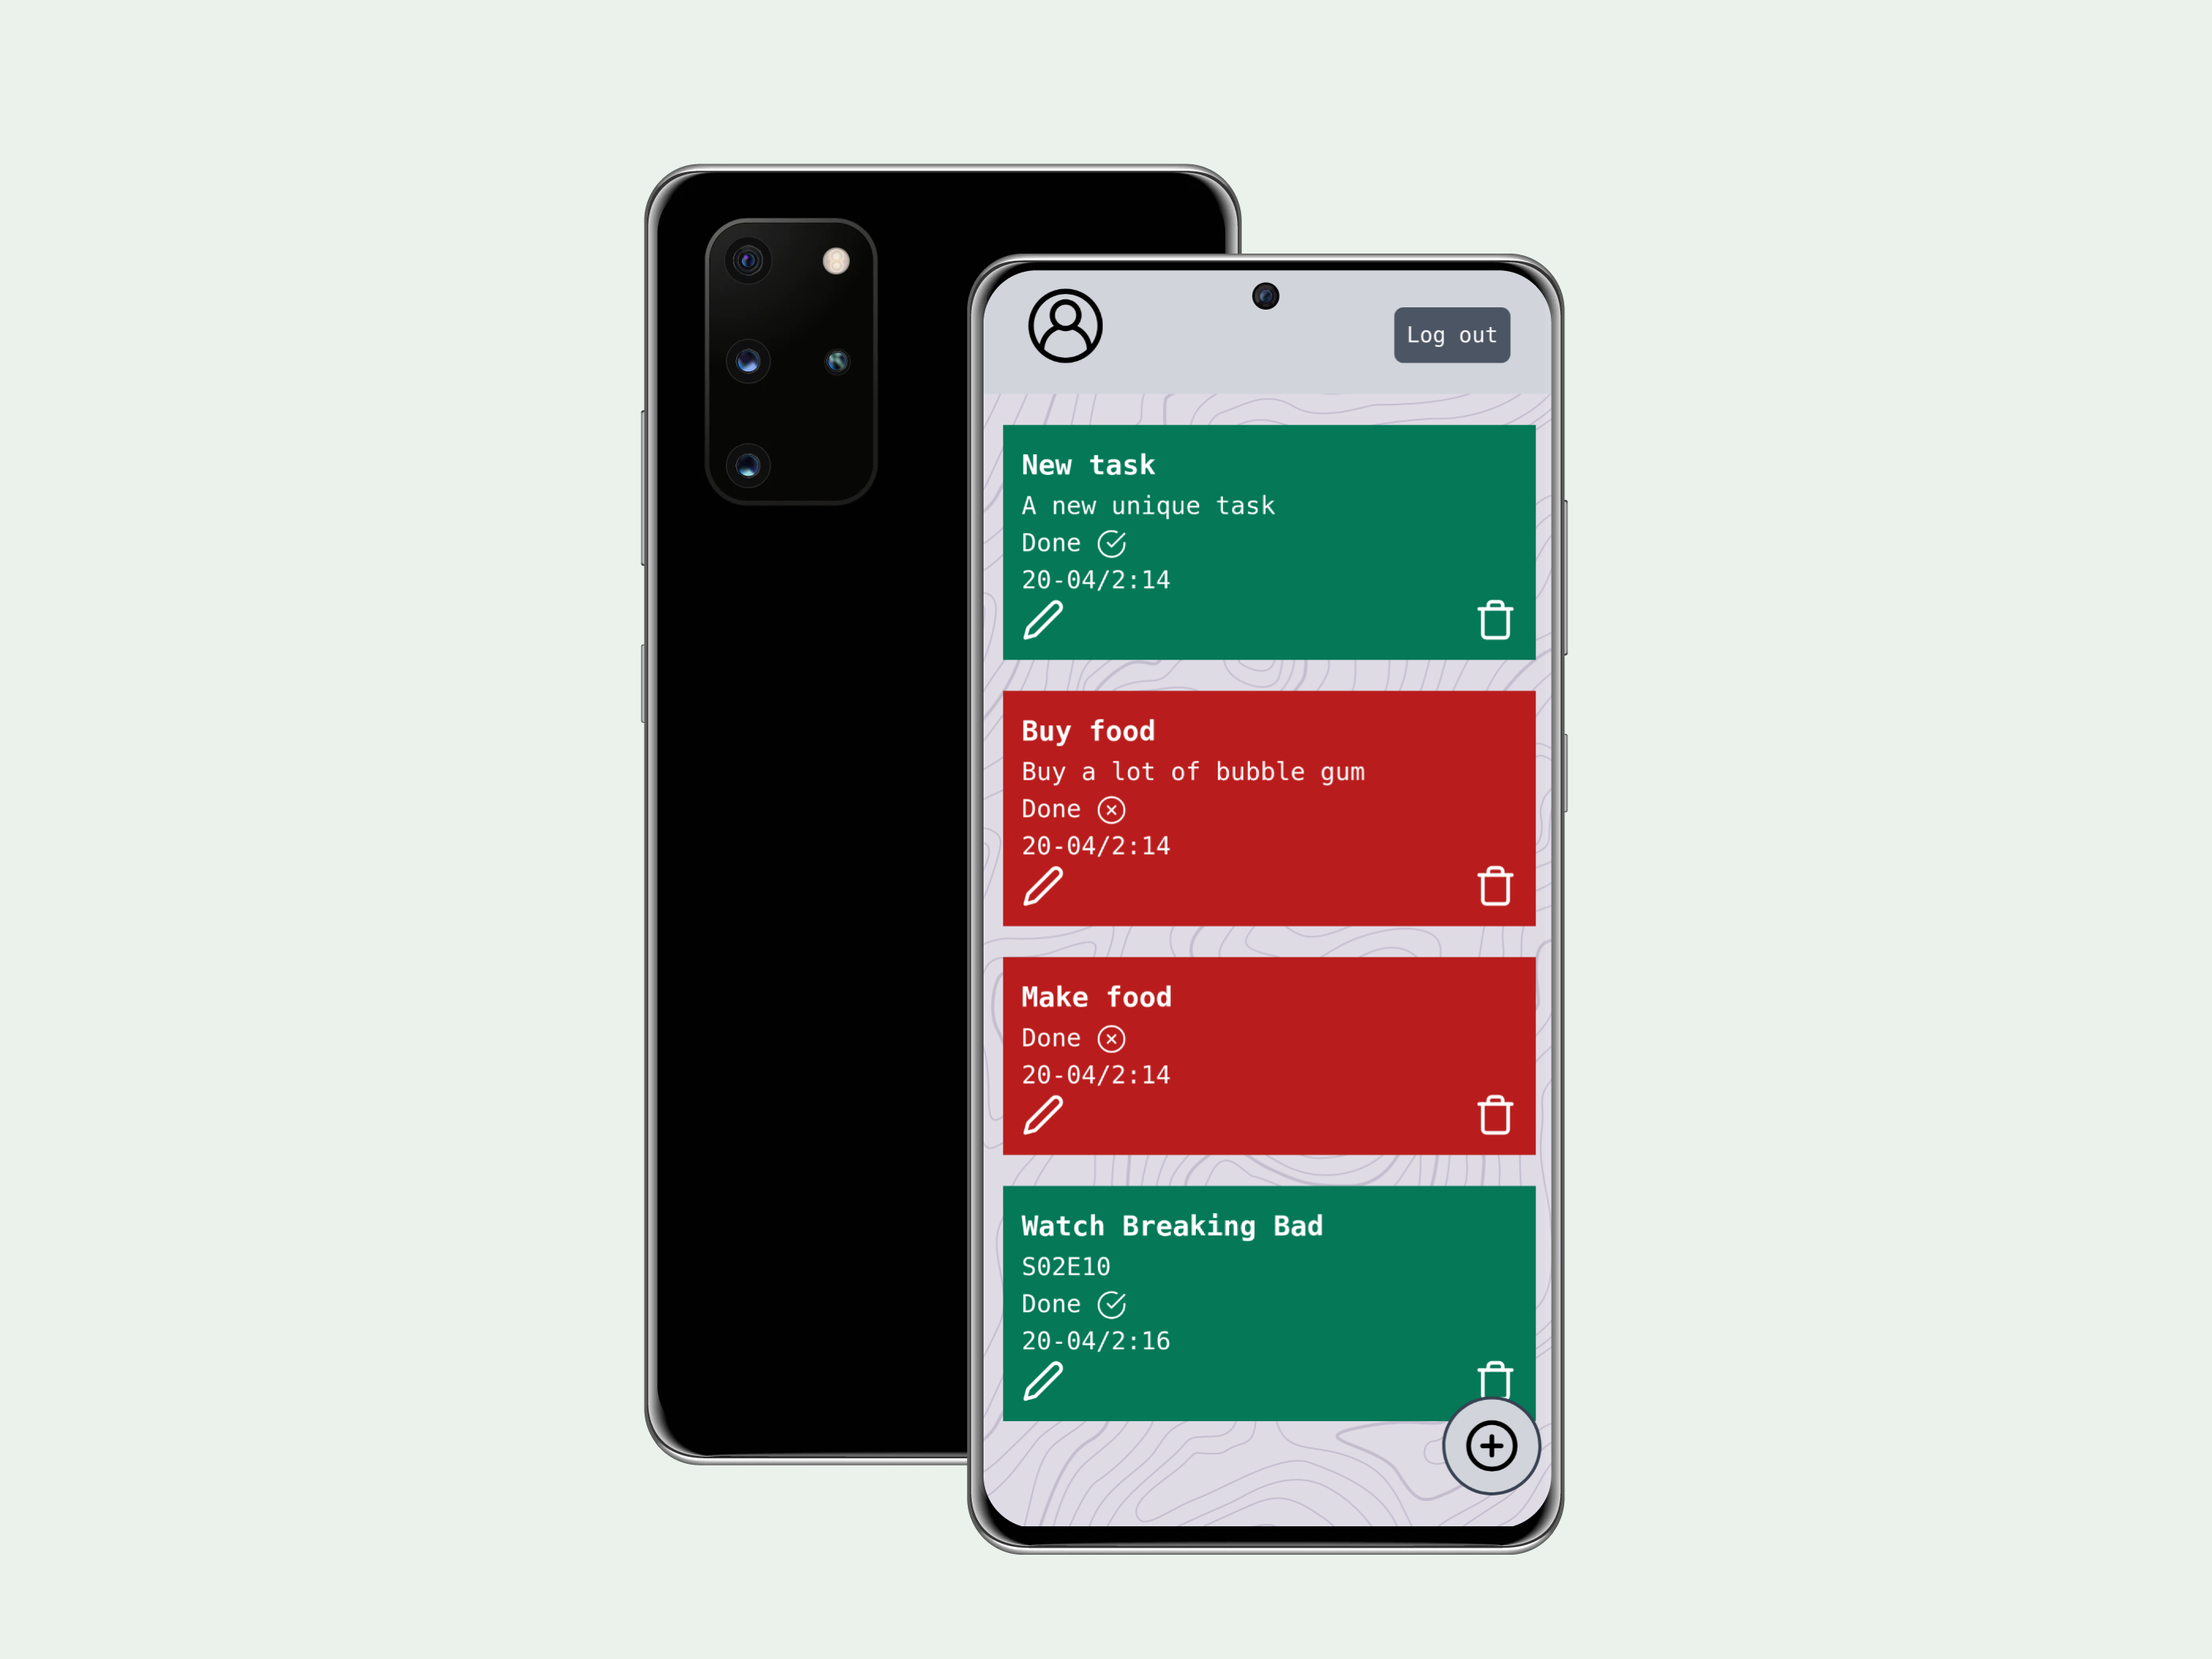 Log out
New task
A new unique task
Done
20-04/2:14
Buy food
Buy a lot of bubble gum
Done
20-04/2:14
Make food
Done
20-04/2:14
Watch Breaking Bad
S02E10
Done
20-04/2:16